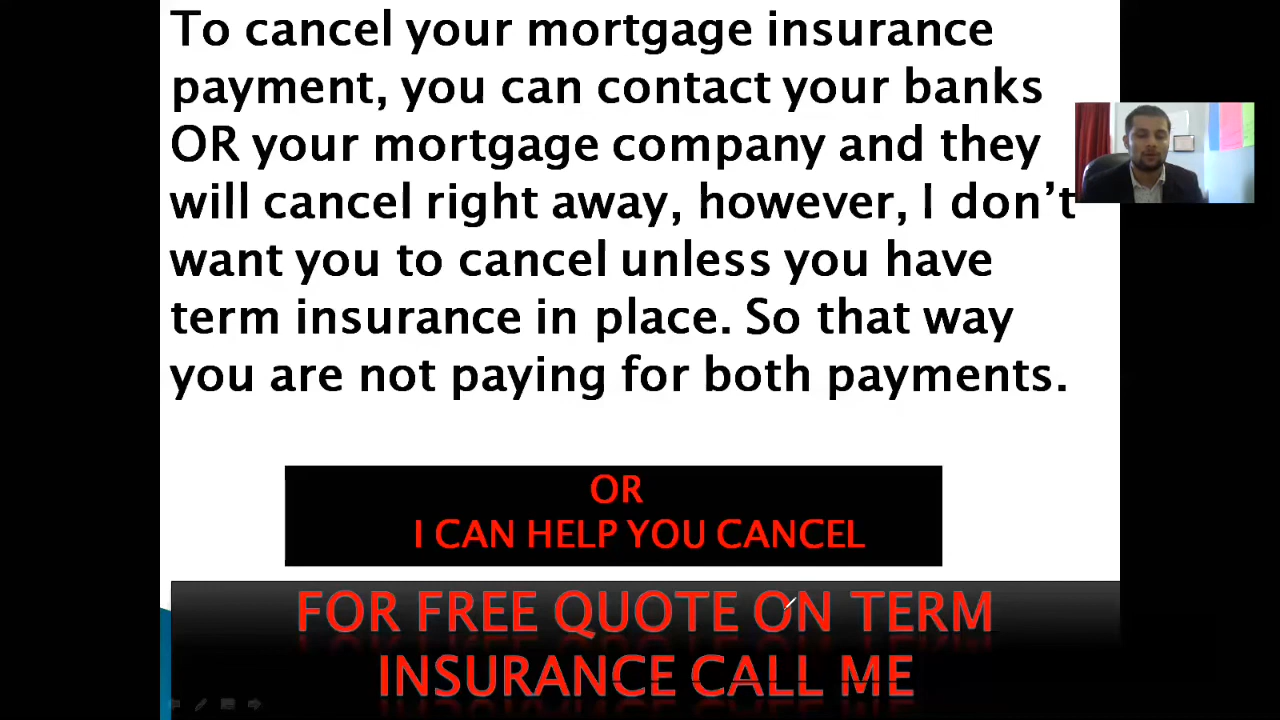 To cancel your mortgage insurance
payment, you can contact your banks
OR your mortgage company and they
will cancel right away, however, I don’t
want you to cancel unless you have
term insurance in place. So that way
you are not paying for both payments.
OR
I CAN HELP YOU CANCEL
FOR FREE QUOTE ON TERM
INSURANCE CALL ME